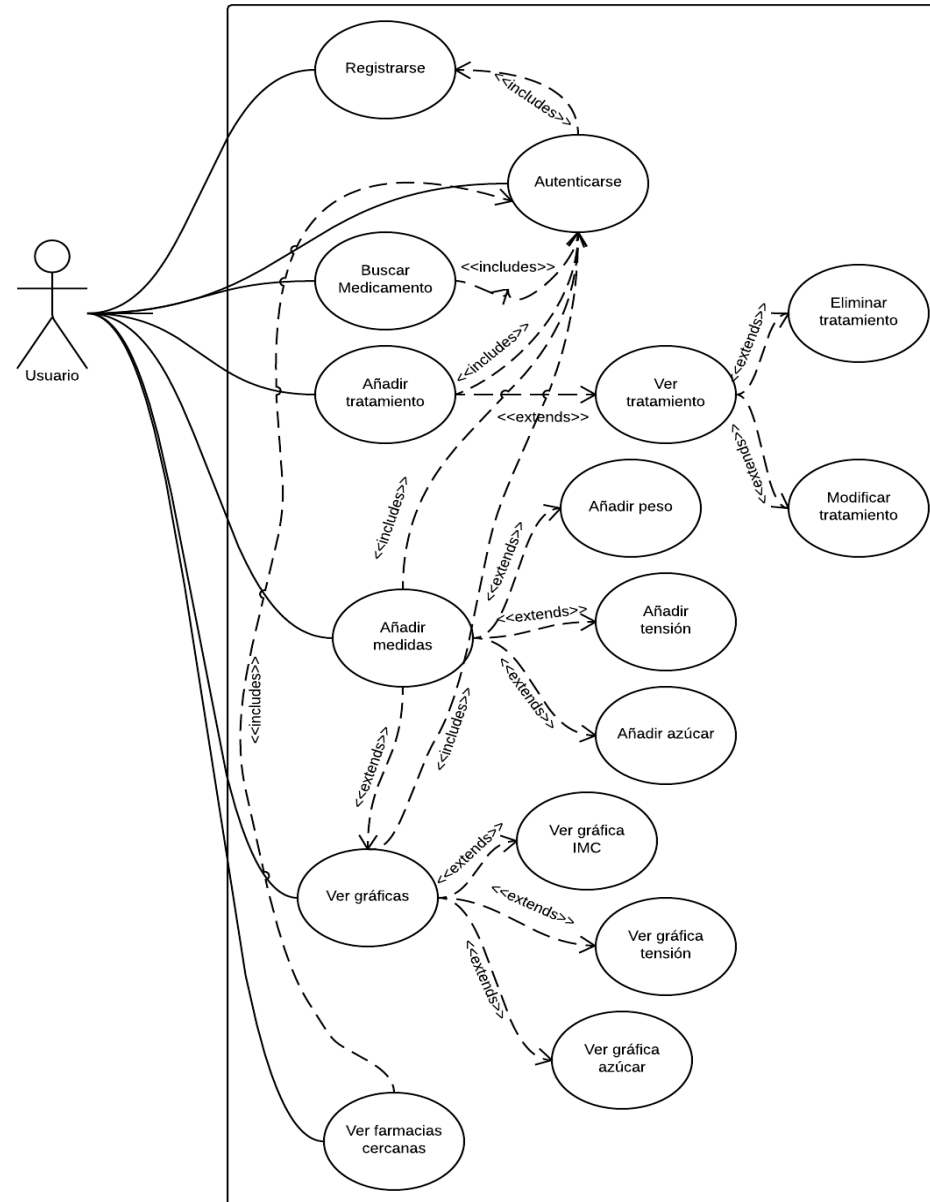 Registrarse
<<includes>>
Autenticarse
Buscar
Medicamento
<<includes>>
Usuario
Añadir
tratamiento
<<includes>>
<<extends>>
Ver
tratamiento
<<extends>>
Eliminar
tratamiento
<<extends>>
Modificar
tratamiento
<<includes>>
<<extends>>
Añadir peso
Añadir
medidas
<<extends>>
Añadir
tensión
<<extends>>
Añadir azúcar
<<includes>>
<<extends>>
<<includes>>
Ver gráficas
<<extends>>
Ver gráfica
IMC
<<extends>>
Ver gráfica
tensión
<<extends>>
Ver gráfica
azúcar
Ver farmacias
cercanas